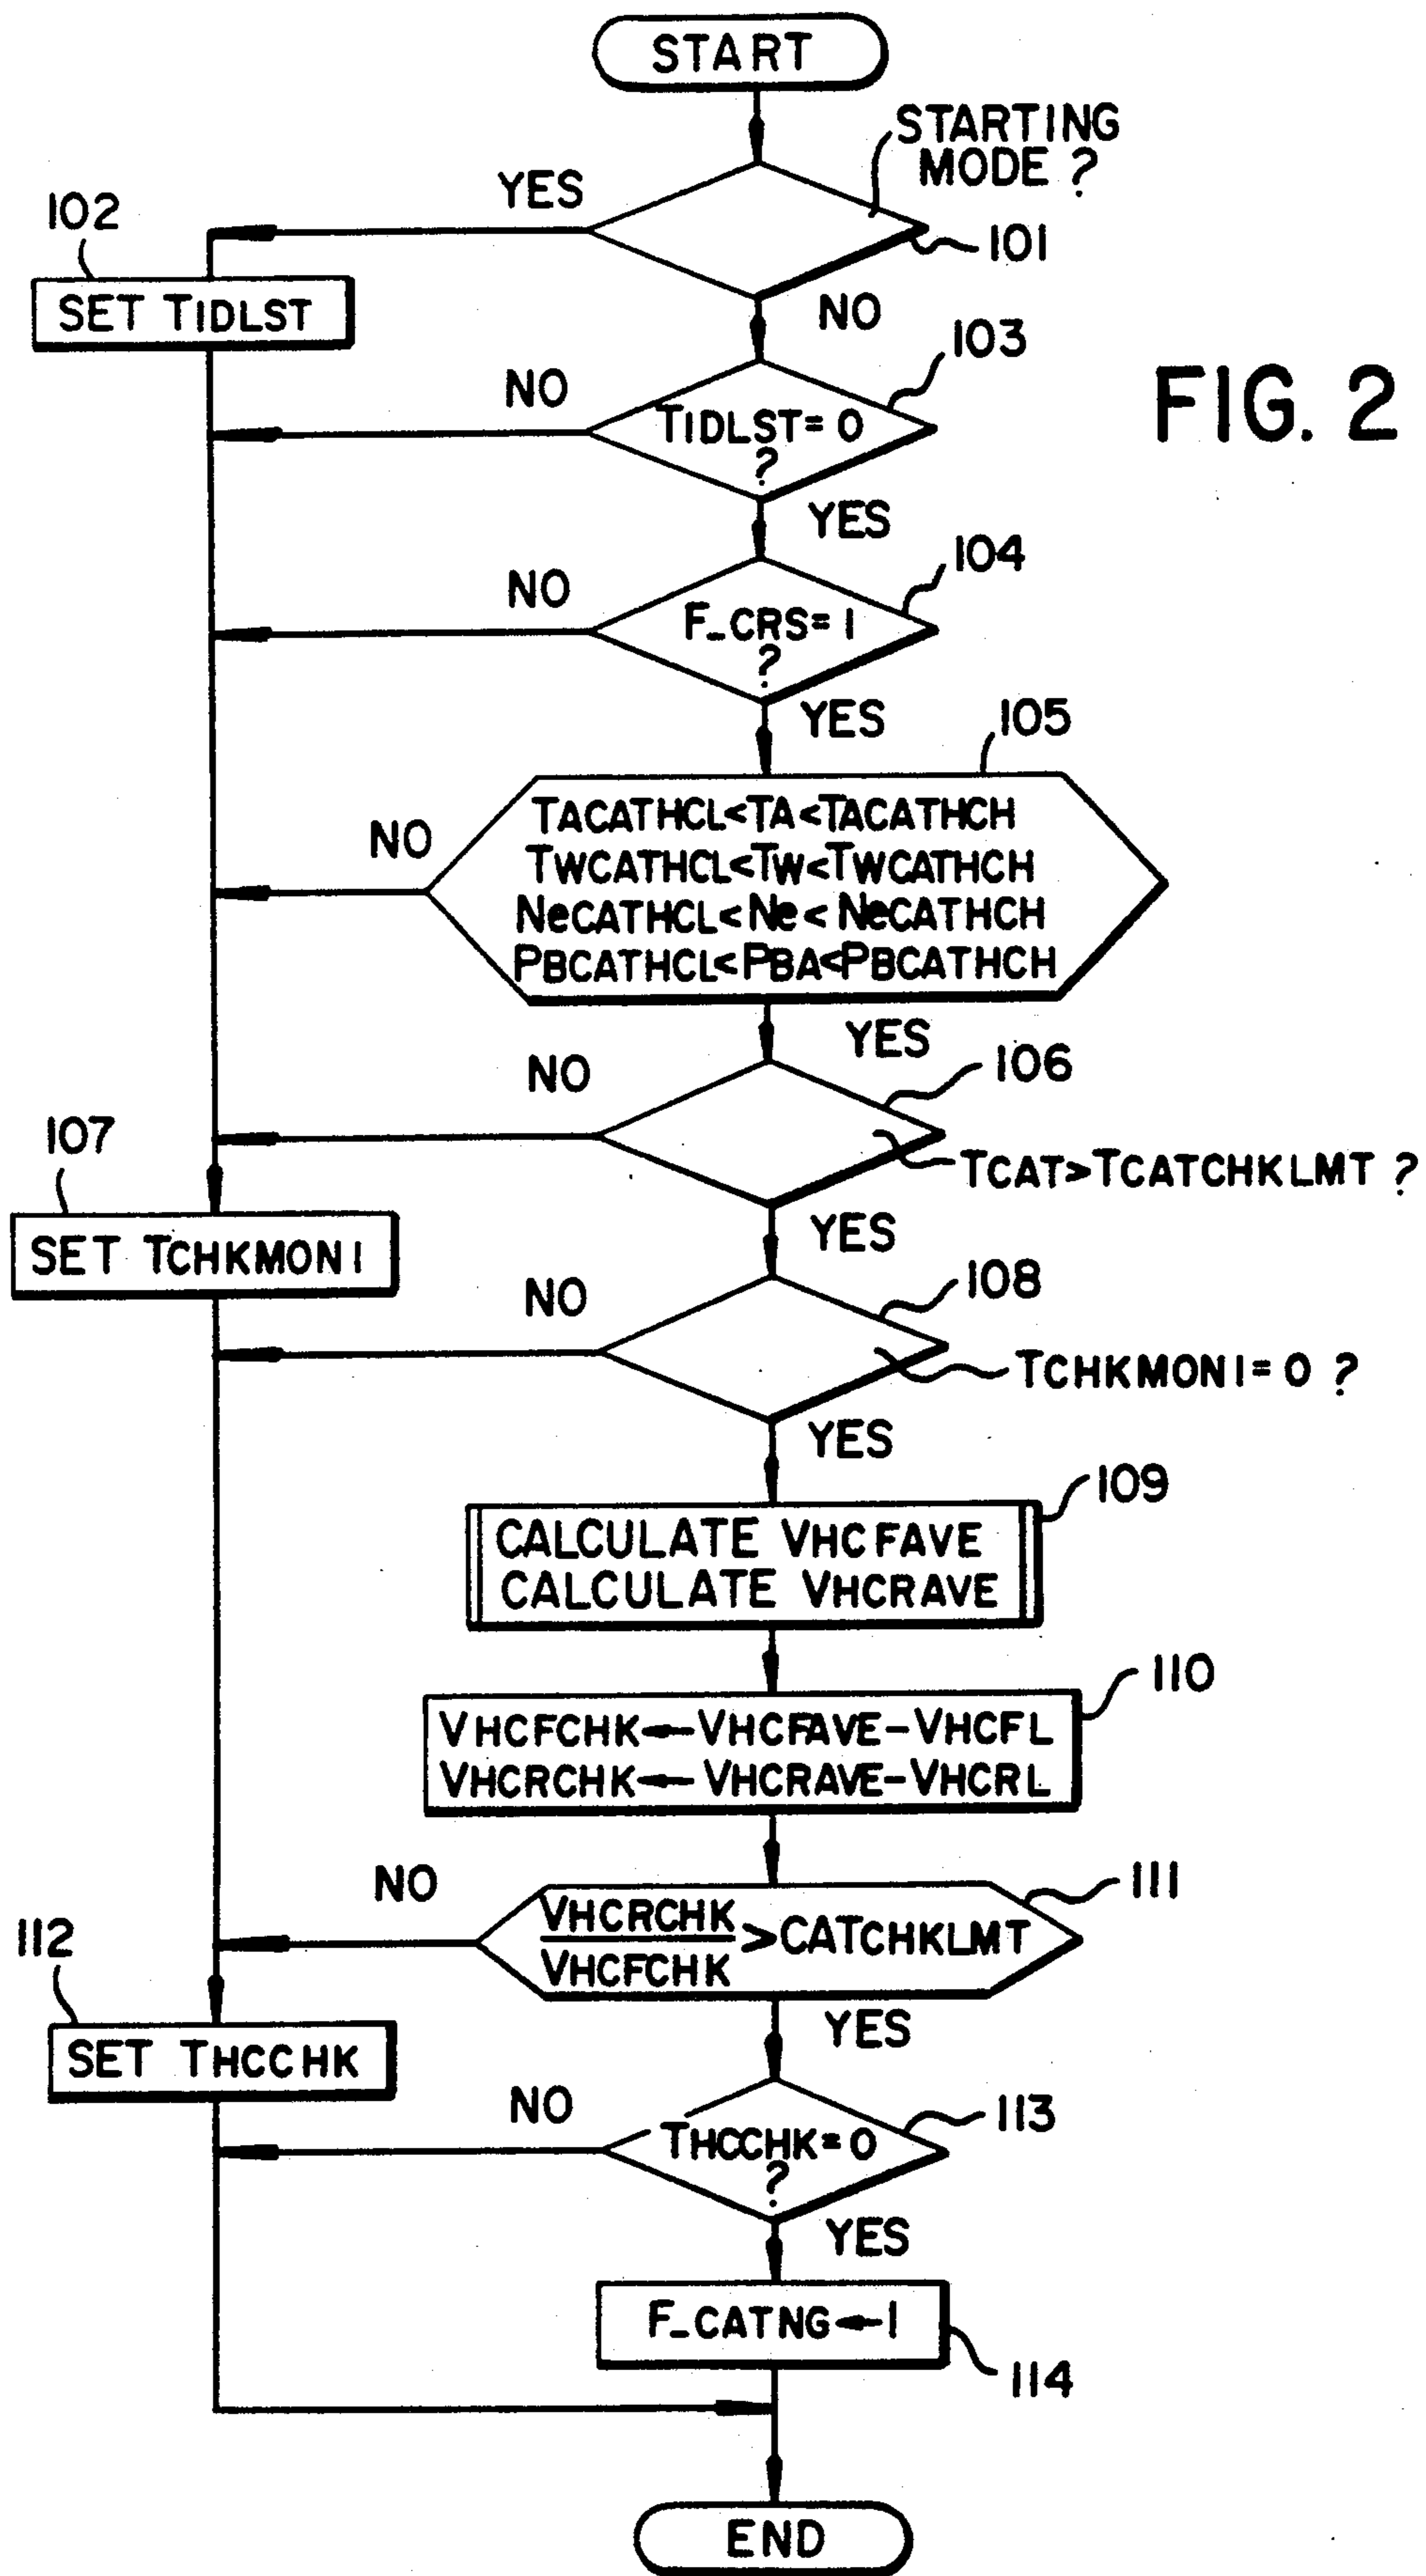 START
STARTING
MODE ?
YES
102
101
SET TIDLST
NO
103
FIG. 2
NO
TIDLST=0
?
YES
104
NO
F_CRS=1
?
YES
105
NO
TACATHCL<TA<TACATHCH
TWCATHCL<TW<TWCATHCH
NeCATHCL<Ne<NeCATHCH
PBCATHCL<PBA<PBCATHCH
YES
106
NO
107
TCAT>TCATCHKLMT ?
SET TCHKMONI
YES
108
NO
TCHKMONI=0 ?
YES
109
CALCULATE VHCFAVE
CALCULATE VHCRAVE
110
VHCFCHK←VHCFAVE-VHCFL
VHCRCHK←VHCRAVE-VHCRL
NO
111
VHCRCHK
VHCFCHK
>CATCHKLMT
112
YES
SET THCCHK
NO
113
THCCHK=0
?
YES
F_CATNG←1
114
END